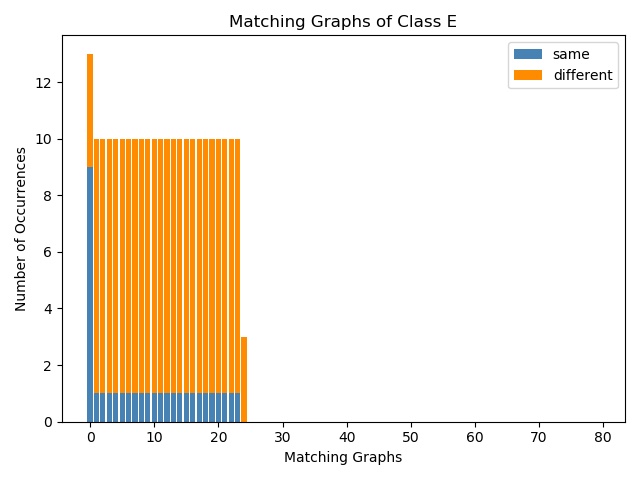 Matching Graphs of Class E
same
different
Number of Occurrences
12
10
8
6
4
2
0
0 10 20 30 40 50 60 70 80
Matching Graphs